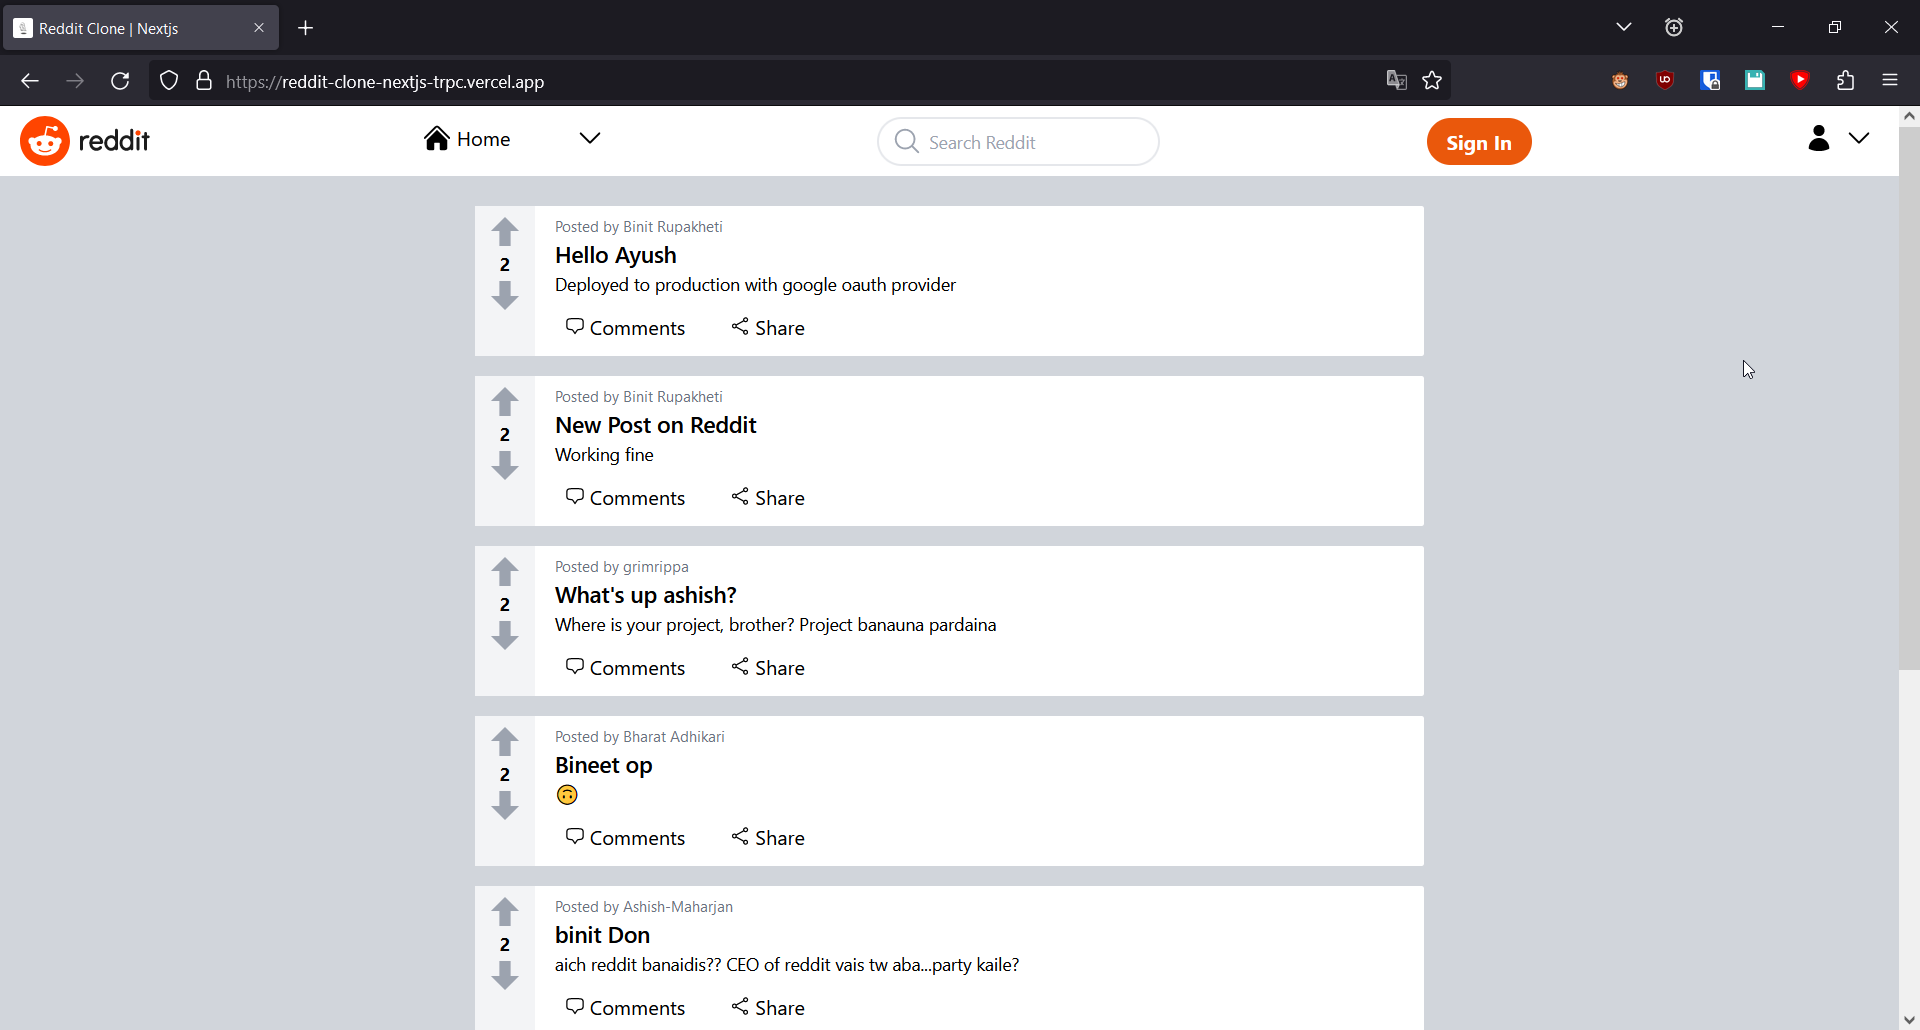 Reddit Clone | Nextjs
https://reddit-clone-nextjs-trpc.vercel.app
reddit
Home
Search Reddit
Sign In
Posted by Binit Rupakheti
Hello Ayush
2
Deployed to production with google oauth provider
Comments
Share
Posted by Binit Rupakheti
New Post on Reddit
2
Working fine
Comments
Share
Posted by grimrippa
What's up ashish?
2
Where is your project, brother? Project banauna pardaina
Comments
Share
Posted by Bharat Adhikari
Bineet op
2
🙃
Comments
Share
Posted by Ashish-Maharjan
binit Don
2
aich reddit banaidis?? CEO of reddit vais tw aba...party kaile?
Comments
Share